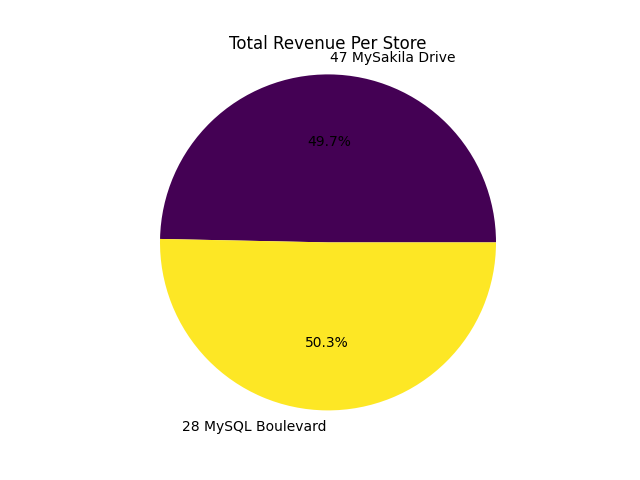 Total Revenue Per Store
47 MySakila Drive
49.7%
50.3%
28 MySQL Boulevard